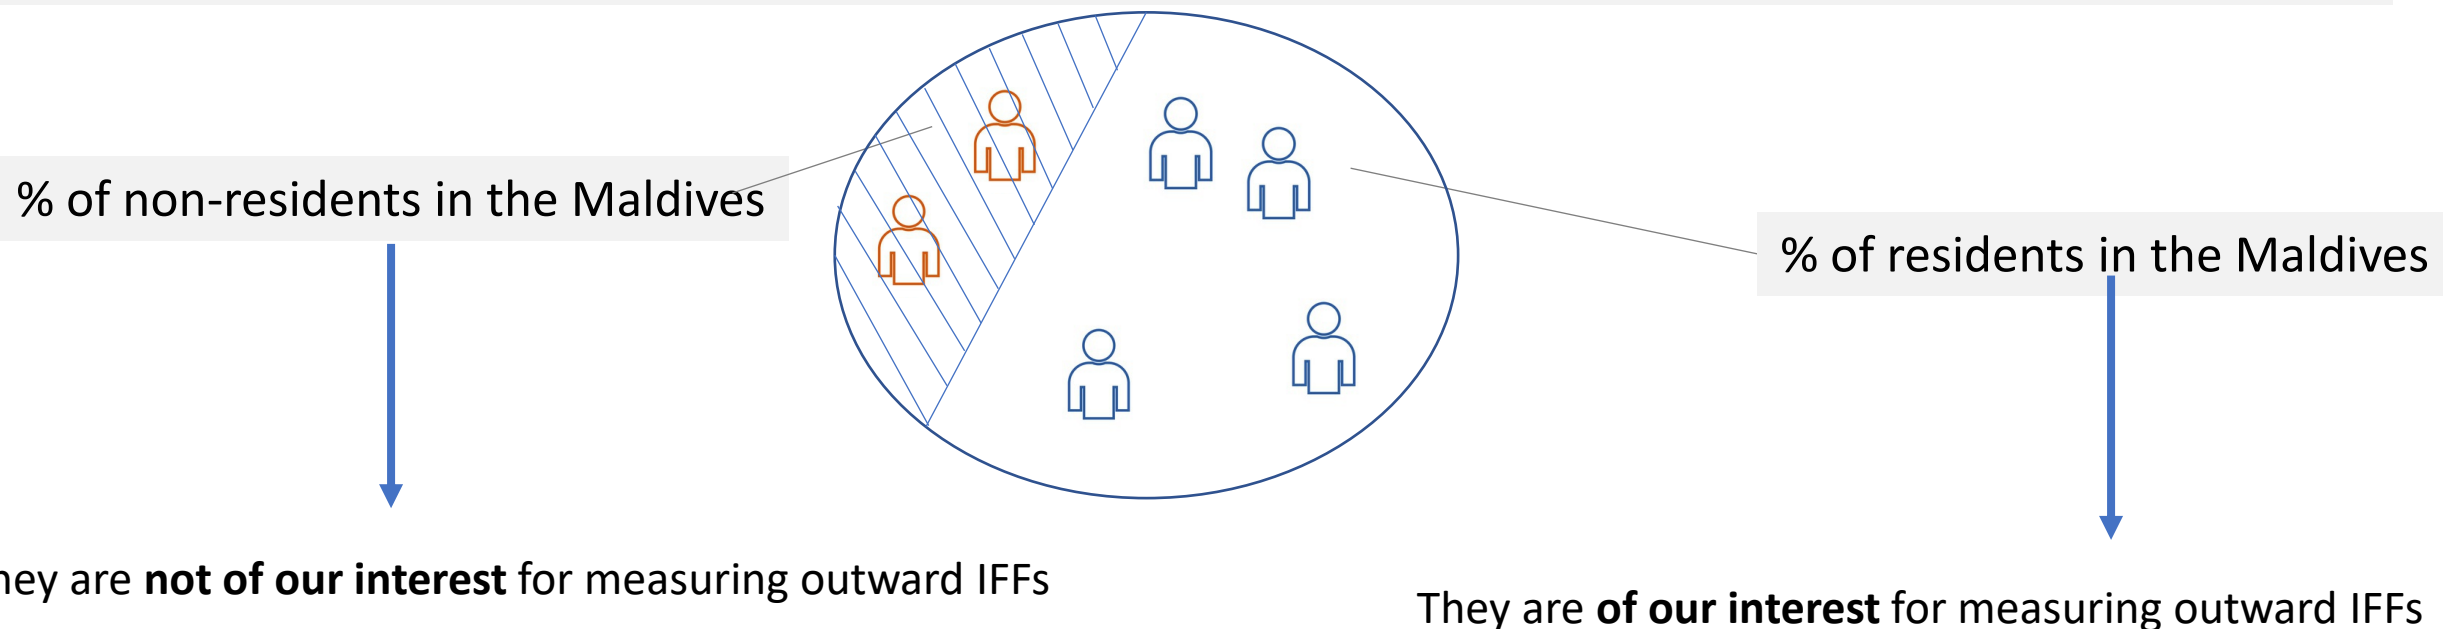 % of non-residents in the Maldives
% of residents in the Maldives
hey are not of our interest for measuring outward IFFs
They are of our interest for measuring outward IFFs